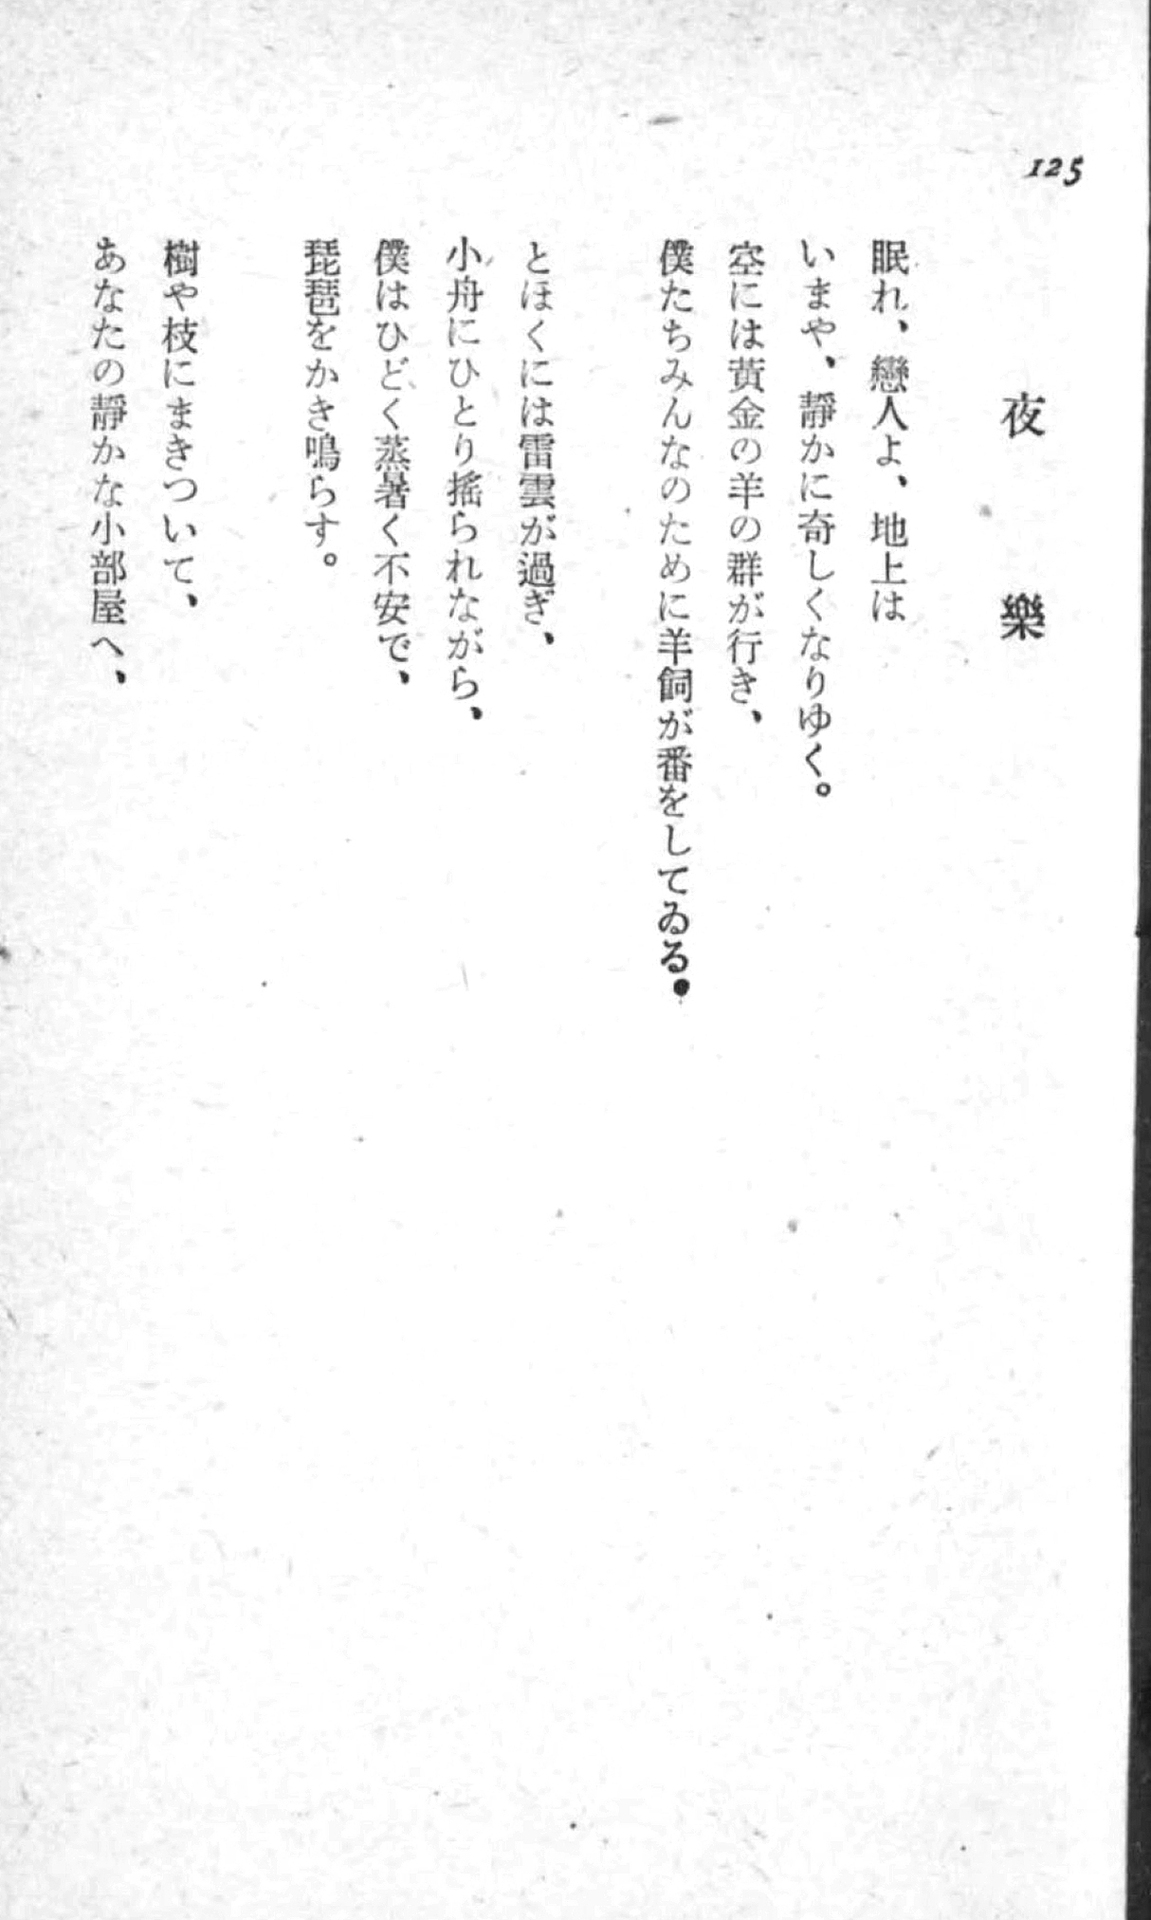 125
夜樂
眠れ、戀人よ、地上は
いまや、靜かに奇しくなりゆく。
空には黃金の羊の群が行き、
僕たちみんなのために羊飼が番をしてゐる。
とほくには雷雲が過ぎ、
小舟にひとり搖られながら、
僕はひどく蒸暑く不安で、
琵琶をかき鳴らす。
樹や枝にまきついて、
あなたの靜かな小部屋へ、